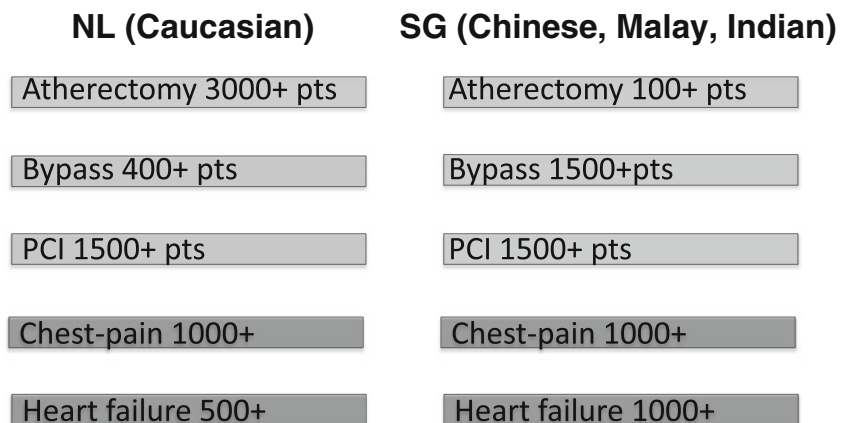 NL (Caucasian) SG (Chinese, Malay, Indian)
Atherectomy 3000+ pts Atherectomy 100+ pts
Bypass 400+ pts Bypass 1500+pts
PCI 1500+ pts PCI 1500+ pts
Chest-pain 1000+ Chest-pain 1000+
Heart failure 500+ Heart failure 1000+